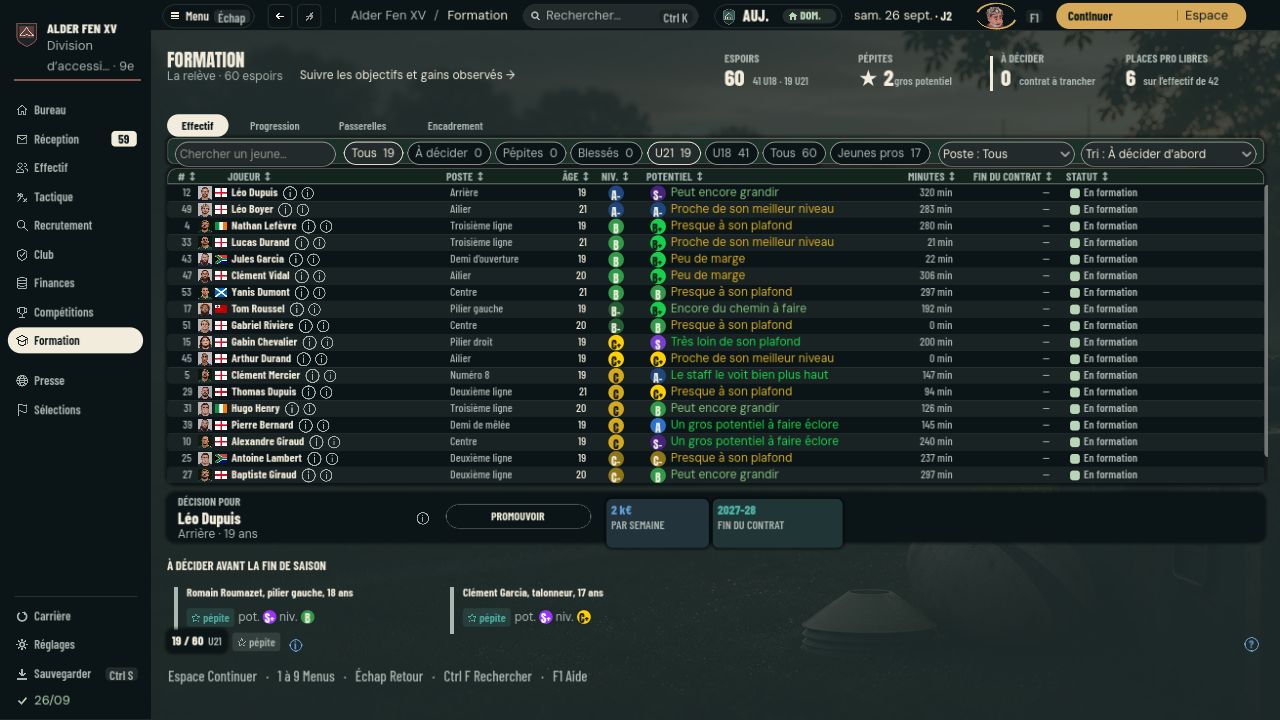 ALDER FEN XV
Division
d'accessi... · 9e
Menu Échap
Alder Fen XV / Formation
Rechercher... Ctrl K
AUJ. DOM.
sam. 26 sept. · J2
F1
Continuer Espace
Bureau
Réception 59
Effectif
Tactique
Recrutement
Club
Finances
Compétitions
Formation
Presse
Sélections
Carrière
Réglages
Sauvegarder Ctrl S
26/09
FORMATION
La relève · 60 espoirs Suivre les objectifs et gains observés →
ESPOIRS
60 41 U18 · 19 U21
PÉPITES
★ 2 gros potentiel
À DÉCIDER
0 contrat à trancher
PLACES PRO LIBRES
6 sur l'effectif de 42
Effectif Progression Passerelles Encadrement
Chercher un jeune... Tous 19 À décider 0 Pépites 0 Blessés 0 U21 19 U18 41 Tous 60 Jeunes pros 17 Poste : Tous Tri : À décider d'abord
# JOUEUR POSTE ÂGE NIV. POTENTIEL MINUTES FIN DU CONTRAT STATUT
12 Léo Dupuis Arrière 19 A- S- Peut encore grandir 320 min – En formation
49 Léo Boyer Ailier 21 A- A- Proche de son meilleur niveau 283 min – En formation
4 Nathan Lefèvre Troisième ligne 19 B B+ Presque à son plafond 280 min – En formation
33 Lucas Durand Troisième ligne 21 B B+ Proche de son meilleur niveau 21 min – En formation
43 Jules Garcia Demi d'ouverture 19 B B+ Peu de marge 22 min – En formation
47 Clément Vidal Ailier 20 B B+ Peu de marge 306 min – En formation
53 Yanis Dumont Centre 21 B B Presque à son plafond 297 min – En formation
17 Tom Roussel Pilier gauche 19 B- B+ Encore du chemin à faire 192 min – En formation
51 Gabriel Rivière Centre 20 B- B Presque à son plafond 0 min – En formation
15 Gabin Chevalier Pilier droit 19 C+ S Très loin de son plafond 200 min – En formation
45 Arthur Durand Ailier 19 C+ C+ Proche de son meilleur niveau 0 min – En formation
5 Clément Mercier Numéro 8 19 C A- Le staff le voit bien plus haut 147 min – En formation
29 Thomas Dupuis Deuxième ligne 21 C C+ Presque à son plafond 94 min – En formation
31 Hugo Henry Troisième ligne 20 C B Peut encore grandir 126 min – En formation
39 Pierre Bernard Demi de mêlée 19 C A Un gros potentiel à faire éclore 145 min – En formation
10 Alexandre Giraud Centre 19 C S- Un gros potentiel à faire éclore 240 min – En formation
25 Antoine Lambert Deuxième ligne 19 C- C- Presque à son plafond 237 min – En formation
27 Baptiste Giraud Deuxième ligne 20 C- B Peut encore grandir 297 min – En formation
DÉCISION POUR
Léo Dupuis
Arrière · 19 ans
PROMOUVOIR
2 k€
PAR SEMAINE
2027-28
FIN DU CONTRAT
À DÉCIDER AVANT LA FIN DE SAISON
Romain Roumazet, pilier gauche, 18 ans
☆ pépite pot. S+ niv. B
Clément Garcia, talonneur, 17 ans
☆ pépite pot. S+ niv. C+
19 / 60 U21 ☆ pépite
Espace Continuer · 1 à 9 Menus · Échap Retour · Ctrl F Rechercher · F1 Aide